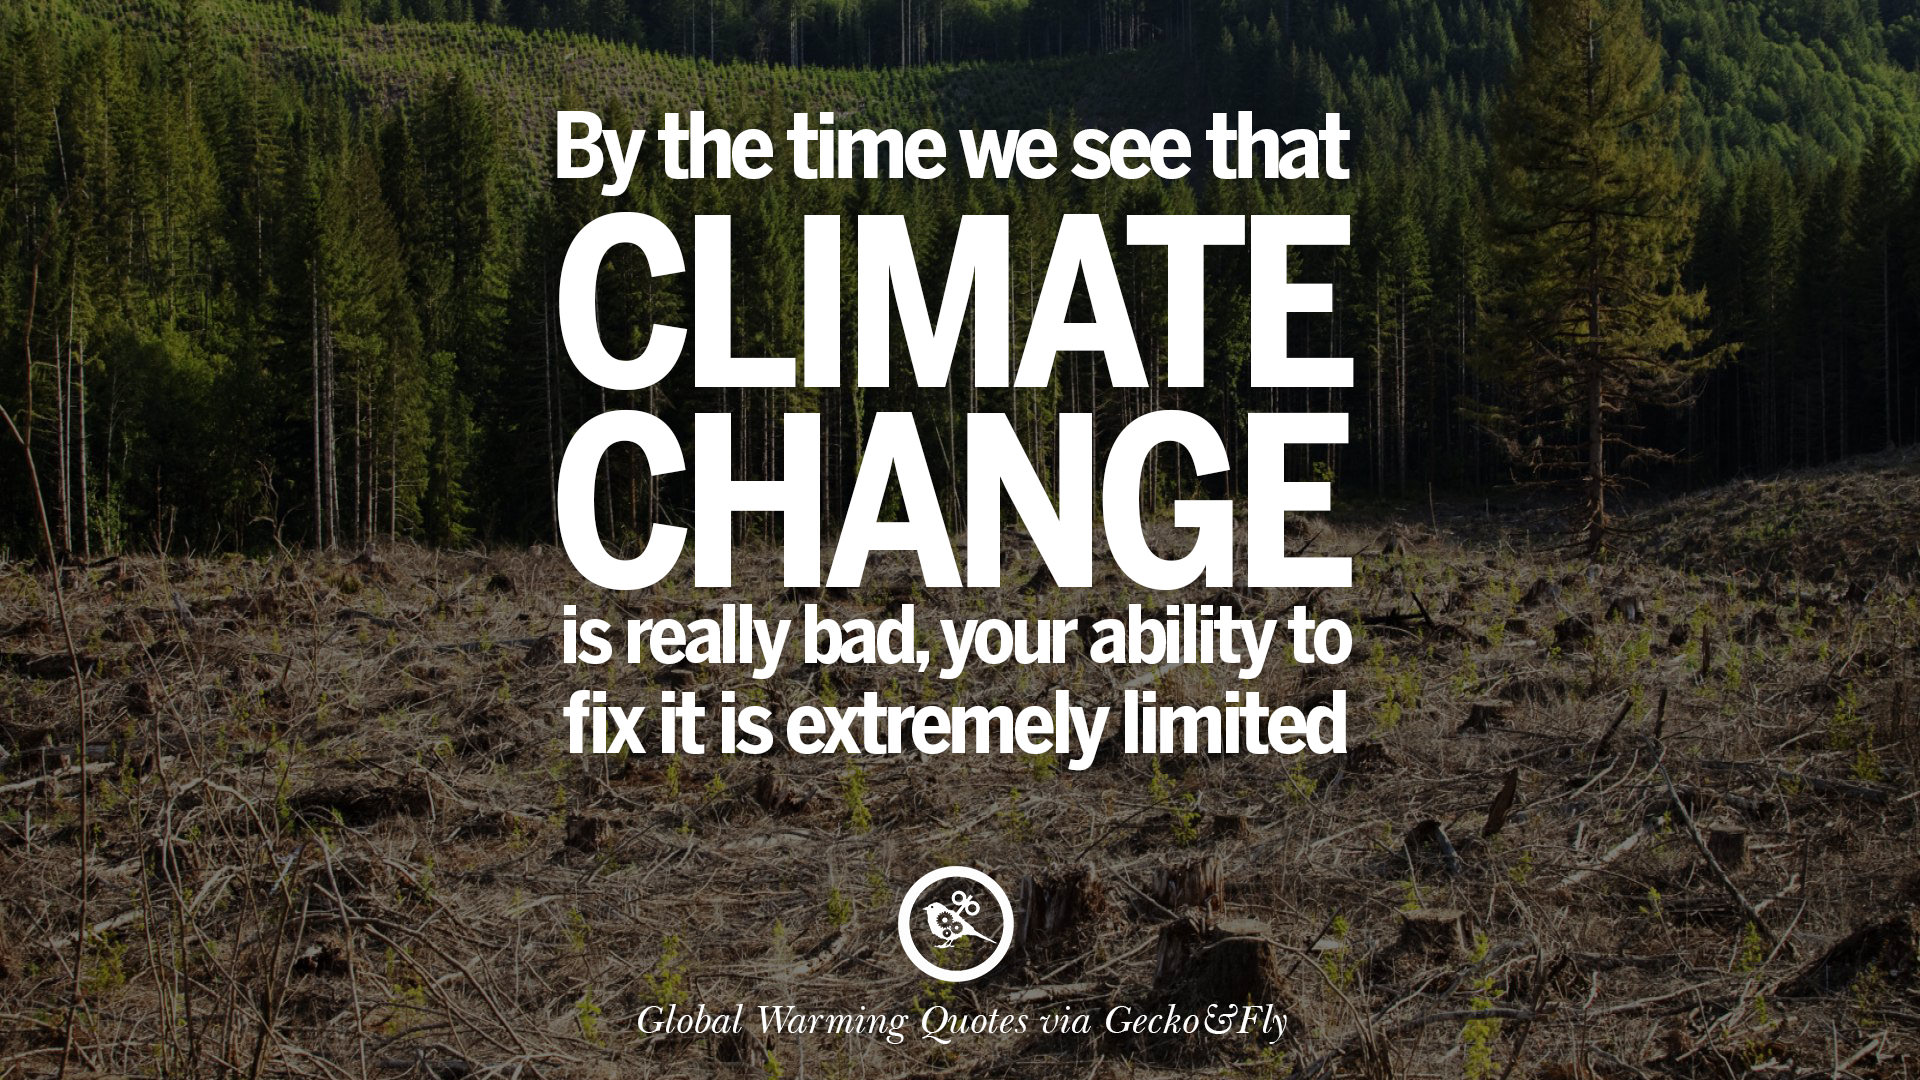 By the time we see that
CLIMATE
CHANGE
is really bad, your ability to
fix it is extremely limited
Global Warming Quotes via Gecko&Fly